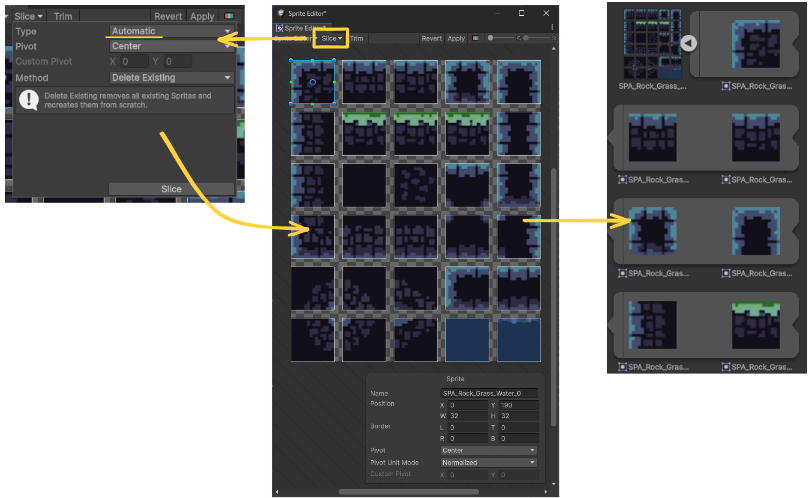 Slice Trim Revert Apply
Type Automatic
Pivot Center
Custom Pivot X 0 Y 0
Method Delete Existing
Delete Existing removes all existing Sprites and
recreates them from scratch.
Slice
Sprite Editor*
Slice Trim Revert Apply
Sprite
Name SPA_Rock_Grass_Water_0
Position X 0 Y 190
W 32 H 32
Border L 0 T 0
R 0 B 0
Pivot Center
Pivot Unit Mode Normalized
Custom Pivot X 0 Y 0
SPA_Rock_Grass_... SPA_Rock_Gras...
SPA_Rock_Gras... SPA_Rock_Gras...
SPA_Rock_Gras... SPA_Rock_Gras...
SPA_Rock_Gras... SPA_Rock_Gras...